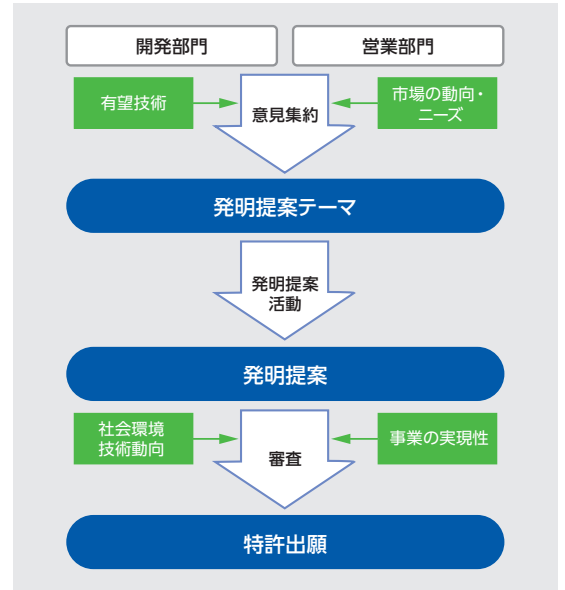 開発部門
営業部門
有望技術
意見集約
市場の動向・
ニーズ
発明提案テーマ
発明提案
活動
発明提案
社会環境
技術動向
審査
事業の実現性
特許出願